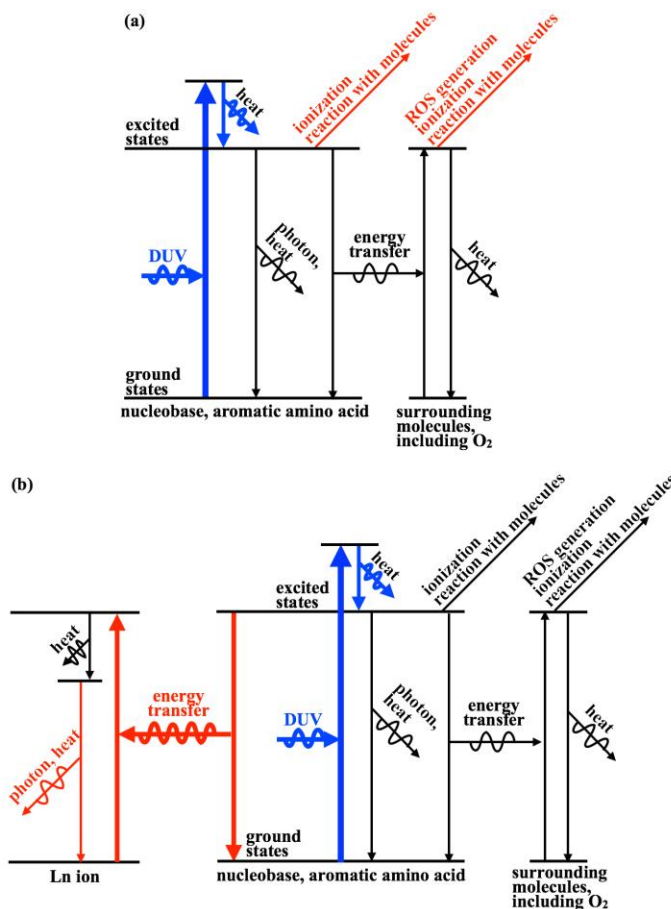 (a)
heat
ionization
reaction with molecules
ROS generation
ionization
reaction with molecules
excited
states
DUV
photon,
heat
energy
transfer
heat
ground
states
nucleobase, aromatic amino acid
surrounding
molecules,
including O₂
(b)
heat
ionization
reaction with molecules
ROS generation
ionization
reaction with molecules
excited
states
heat
energy
transfer
DUV
photon,
heat
energy
transfer
heat
photon, heat
ground
states
Ln ion
nucleobase, aromatic amino acid
surrounding
molecules,
including O₂